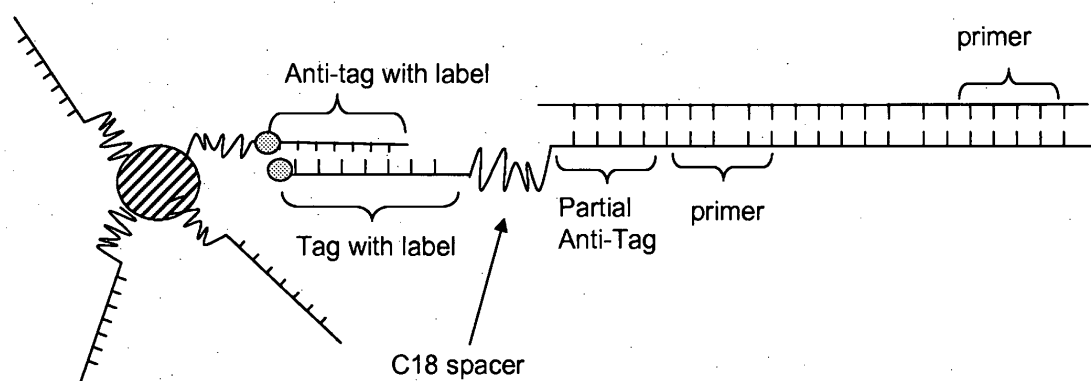 primer
Anti-tag with label
Tag with label
Partial
Anti-Tag
primer
C18 spacer